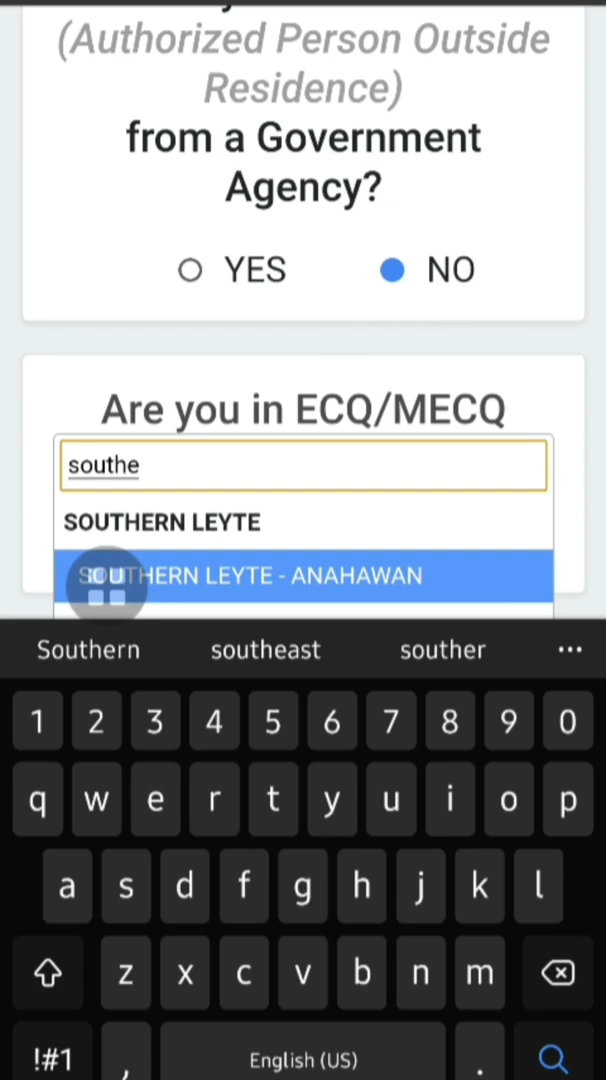 (Authorized Person Outside
Residence)
from a Government
Agency?
YES NO
Are you in ECQ/MECQ
southe
SOUTHERN LEYTE
SOUTHERN LEYTE - ANAHAWAN
Southern southeast souther ...
1 2 3 4 5 6 7 8 9 0
q w e r t y u i o p
a s d f g h j k l
z x c v b n m
!#1 , English (US) .